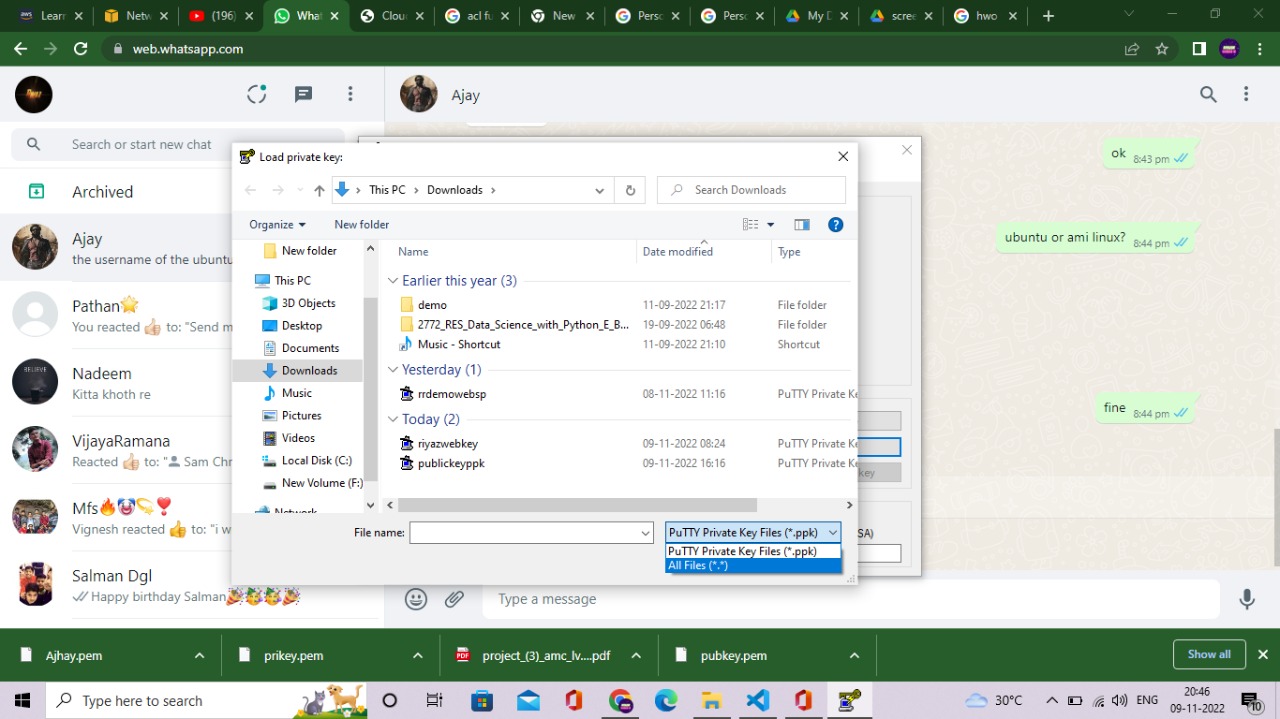 Learn
Netw
(196)
What
Clou
acl fu
New
Perso
Perso
My D
scree
hwo
web.whatsapp.com
Ajay
Search or start new chat
ok
8:43 pm
Load private key:
This PC
Downloads
Search Downloads
Archived
Organize
New folder
Ajay
the username of the ubuntu
ubuntu or ami linux?
8:44 pm
New folder
Name
Date modified
Type
This PC
Earlier this year (3)
3D Objects
demo
11-09-2022 21:17
File folder
Pathan🌟
You reacted 👍🏻 to: "Send m
Desktop
2772_RES_Data_Science_with_Python_E_B...
19-09-2022 06:48
File folder
Documents
Music - Shortcut
11-09-2022 21:10
Shortcut
Downloads
Yesterday (1)
BELIEVE
Nadeem
Kitta khoth re
Music
rrdemowebsp
08-11-2022 11:16
PuTTY Private Ke
Pictures
Today (2)
fine
8:44 pm
Videos
riyazwebkey
09-11-2022 08:24
PuTTY Private Ke
VijayaRamana
Reacted 👍🏻 to: "👤 Sam Chr
Local Disk (C:)
publickeyppk
09-11-2022 16:16
PuTTY Private Ke
key
New Volume (F:)
Network
Mfs🔥🤡💫❣️
Vignesh reacted 👍 to: "i w
File name:
PuTTY Private Key Files (*.ppk)
SA)
PuTTY Private Key Files (*.ppk)
All Files (*.*)
Salman Dgl
Happy birthday Salman🎉🥳🥳🎉
Type a message
Ajhay.pem
prikey.pem
PDF
project_(3)_amc_lv....pdf
pubkey.pem
Show all
Type here to search
30°C
ENG
20:46
09-11-2022
10